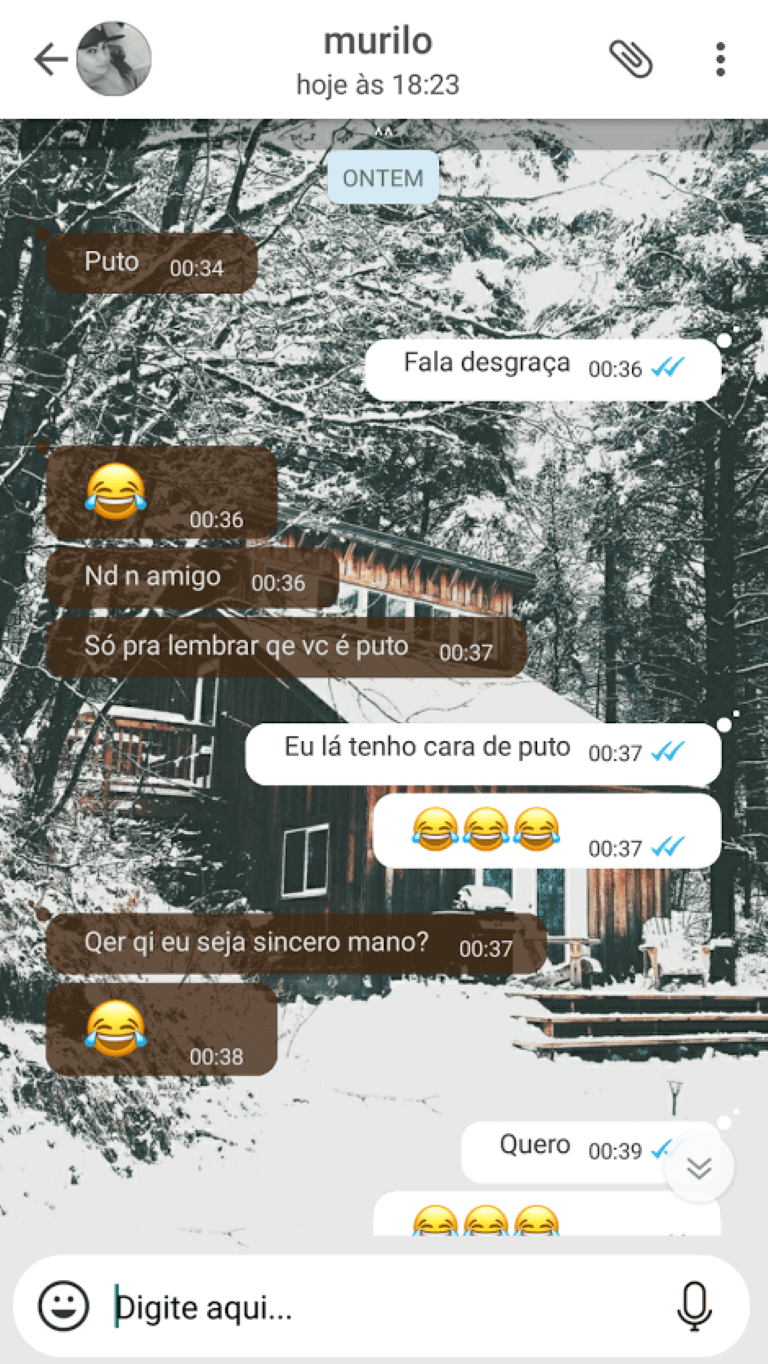 murilo
hoje às 18:23
ONTEM
Puto 00:34
Fala desgraça 00:36
😂 00:36
Nd n amigo 00:36
Só pra lembrar qe vc é puto 00:37
Eu lá tenho cara de puto 00:37
😂😂😂 00:37
Qer qi eu seja sincero mano? 00:37
😂 00:38
Quero 00:39
😂😂😂
Digite aqui...